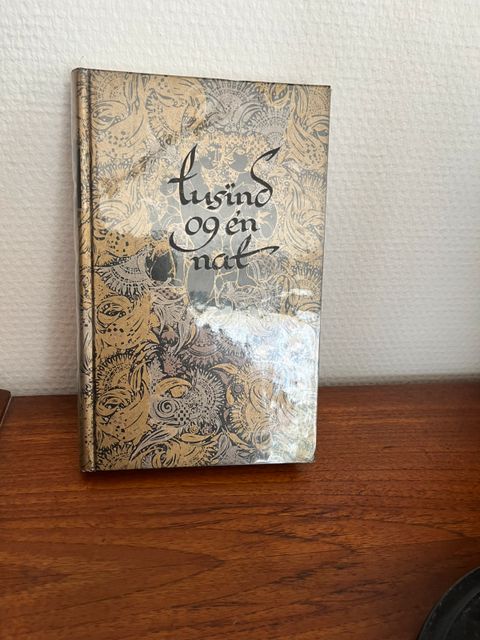 tusind
og én
nat